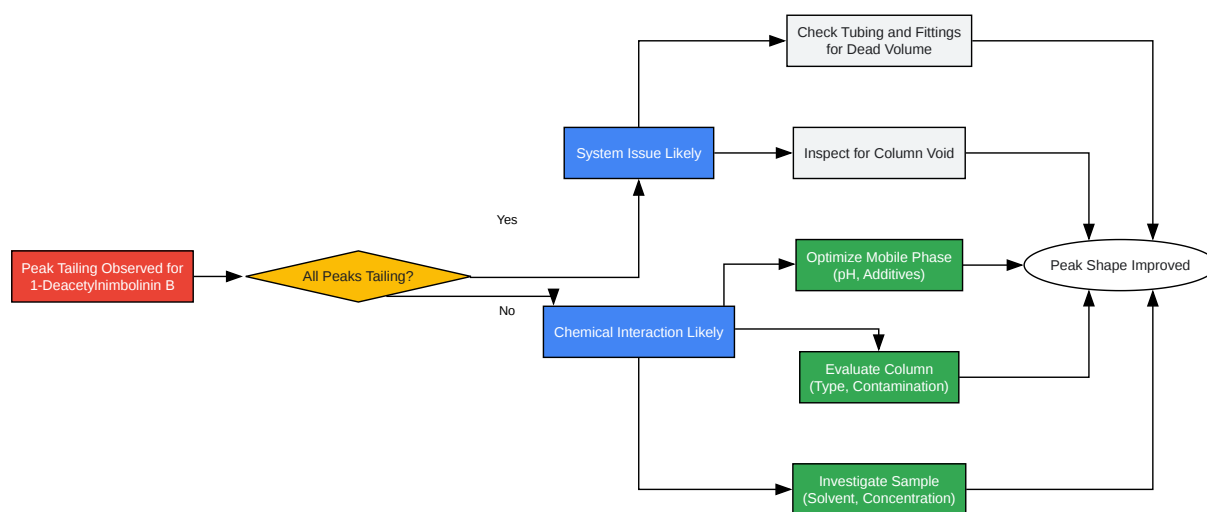 Check Tubing and Fittings
for Dead Volume
System Issue Likely
Inspect for Column Void
Yes
Peak Tailing Observed for
1-Deacetylnimbolinin B
All Peaks Tailing?
Optimize Mobile Phase
(pH, Additives)
Peak Shape Improved
No
Chemical Interaction Likely
Evaluate Column
(Type, Contamination)
Investigate Sample
(Solvent, Concentration)